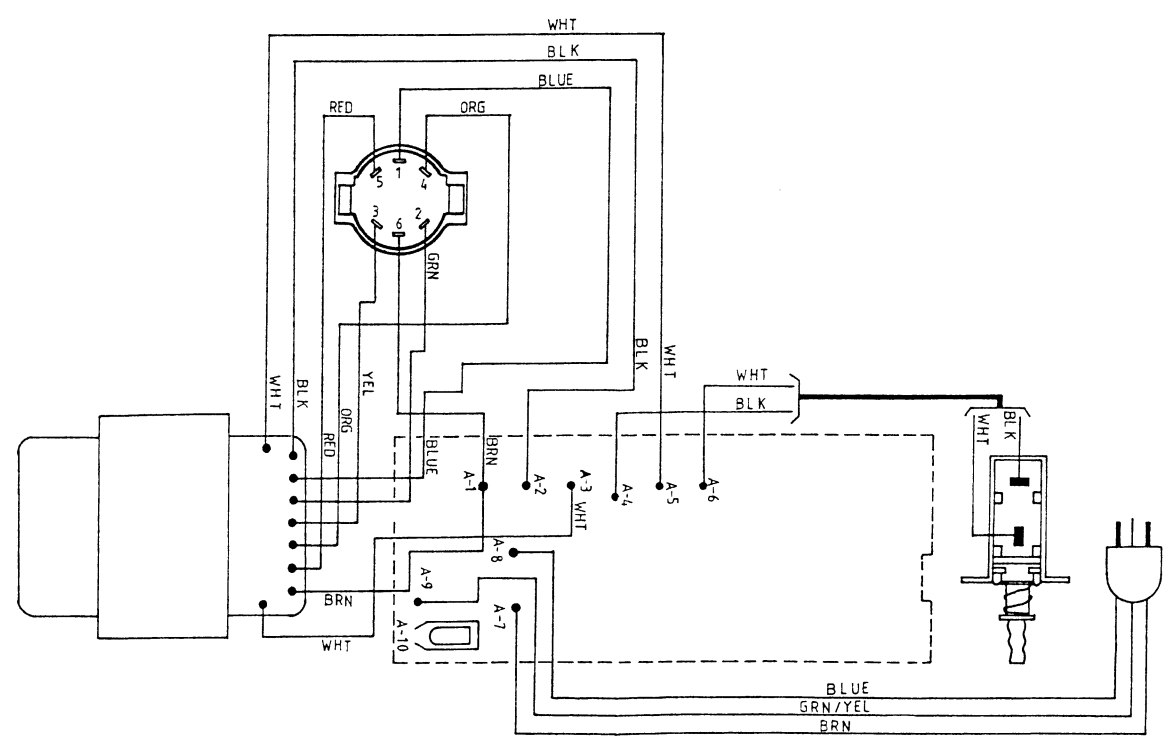 WHT
BLK
BLUE
RED
ORG
5
1
4
3
6
2
GRN
WHT
BLK
YEL
ORG
RED
BLK
WHT
WHT
BLK
WHT
BLK
BLUE
BRN
A-1
A-2
A-3
A-4
A-5
A-6
WHT
A-8
A-9
A-7
A-10
BRN
WHT
BLUE
GRN/YEL
BRN